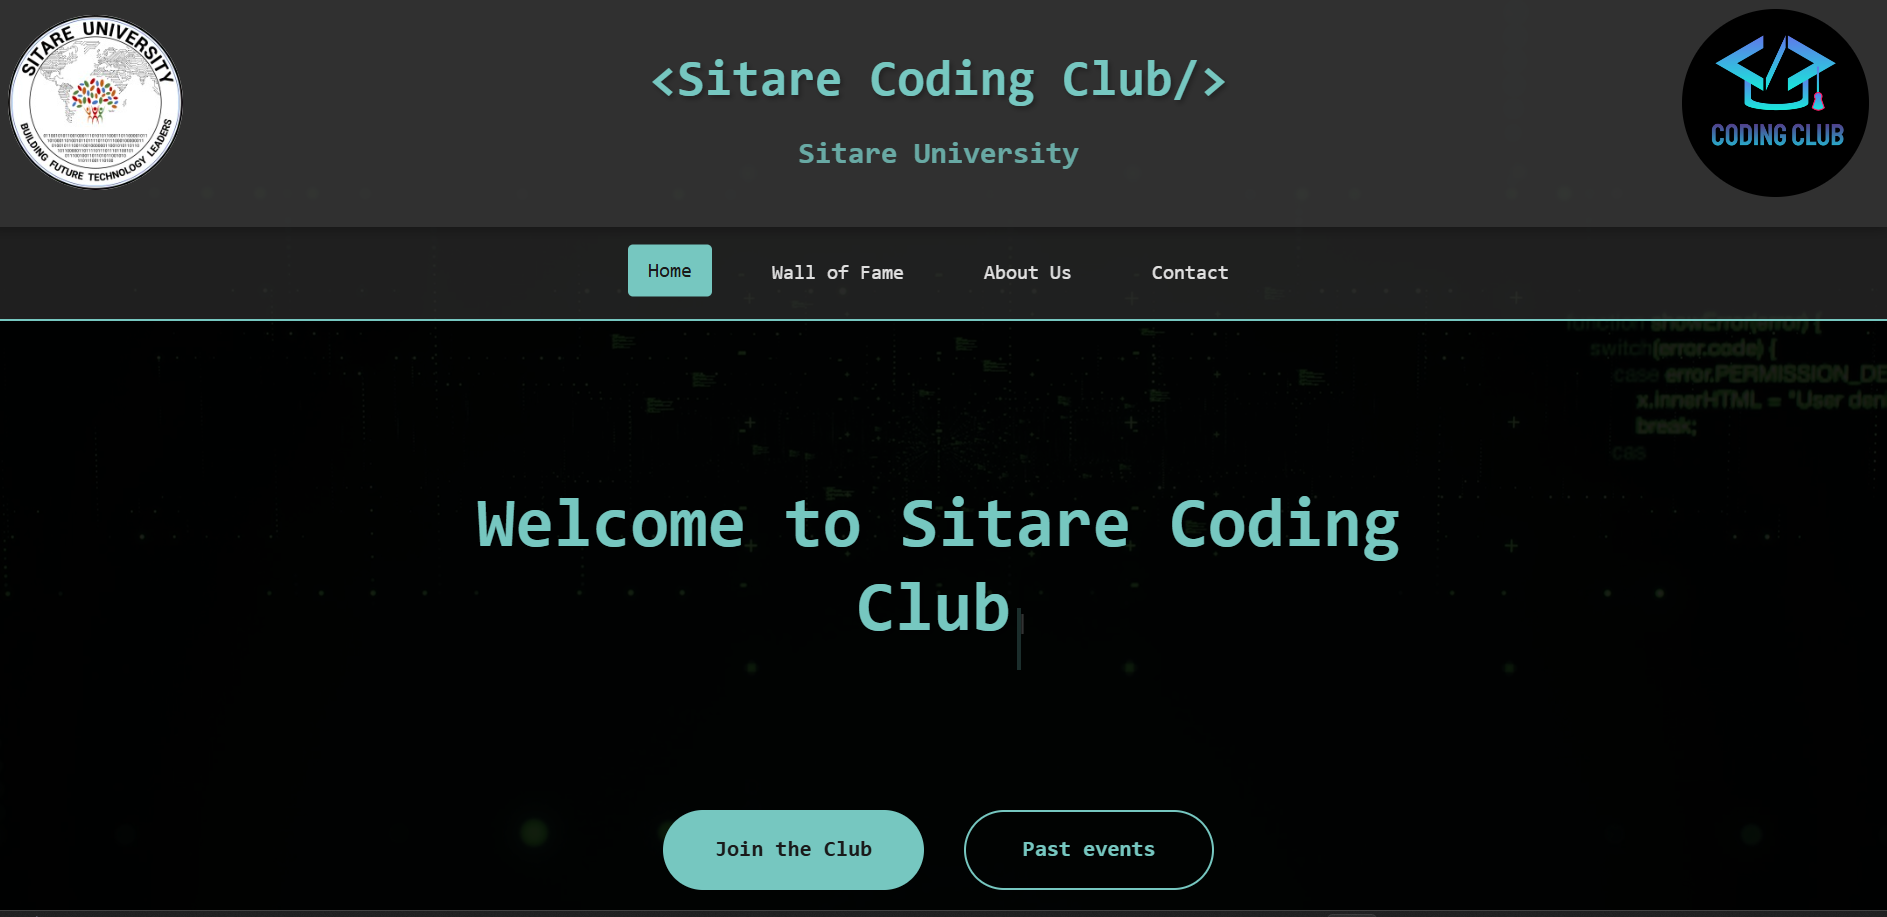 SITARE UNIVERSITY
BUILDING FUTURE TECHNOLOGY LEADERS
<Sitare Coding Club/>
Sitare University
CODING CLUB
Home
Wall of Fame
About Us
Contact
function showError(error) {
switch(error.code) {
case error.PERMISSION_DE
x.innerHTML = "User den
break;
cas
Welcome to Sitare Coding
Club
Join the Club
Past events